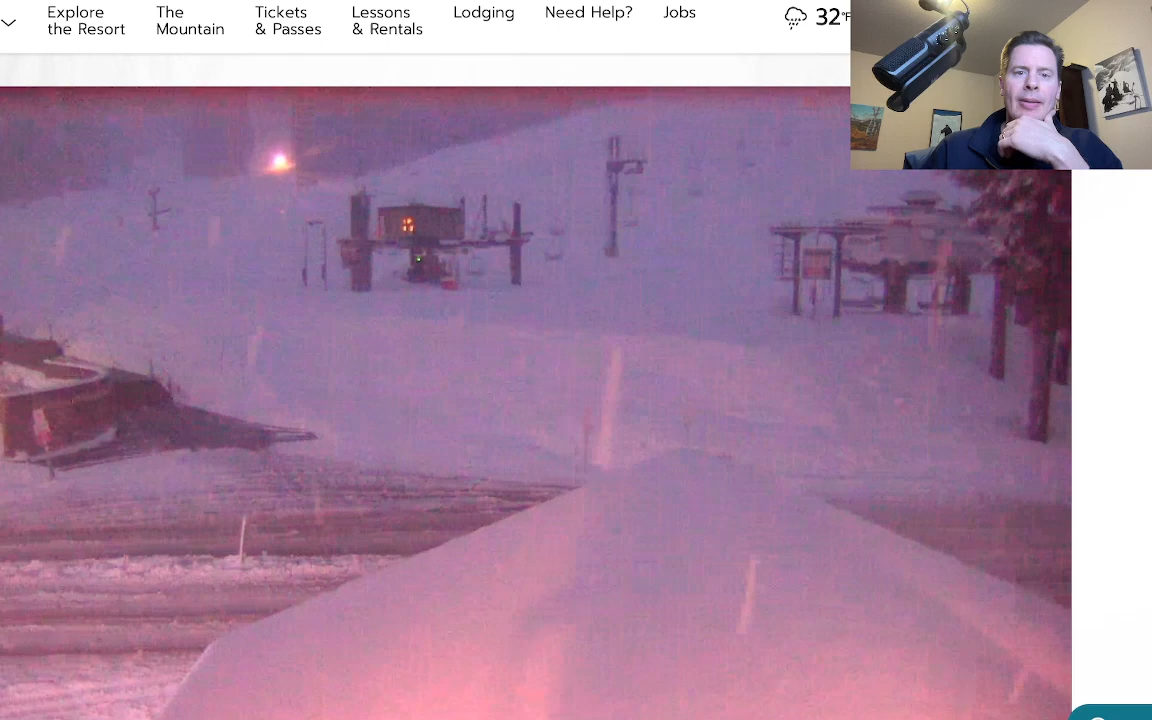 Explore
the Resort
The
Mountain
Tickets
& Passes
Lessons
& Rentals
Lodging
Need Help?
Jobs
32°F